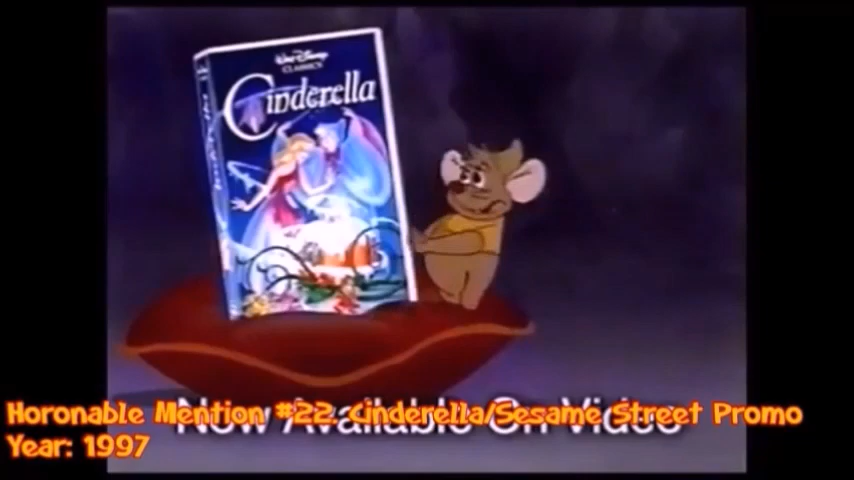 Walt Disney
CLASSICS
Cinderella
Now Available On Video
Horonable Mention #22. Cinderella/Sesame Street Promo
Year: 1997